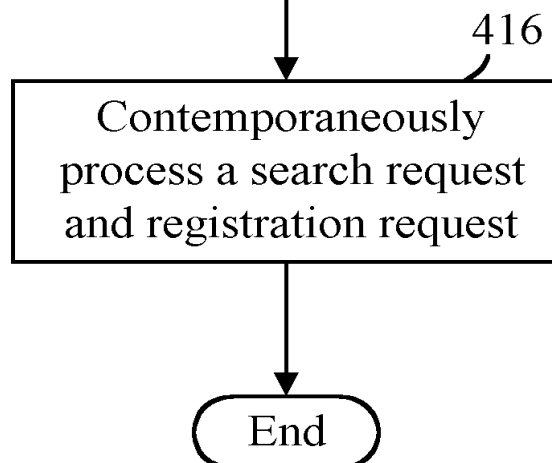 416
Contemporaneously
process a search request
and registration request
End